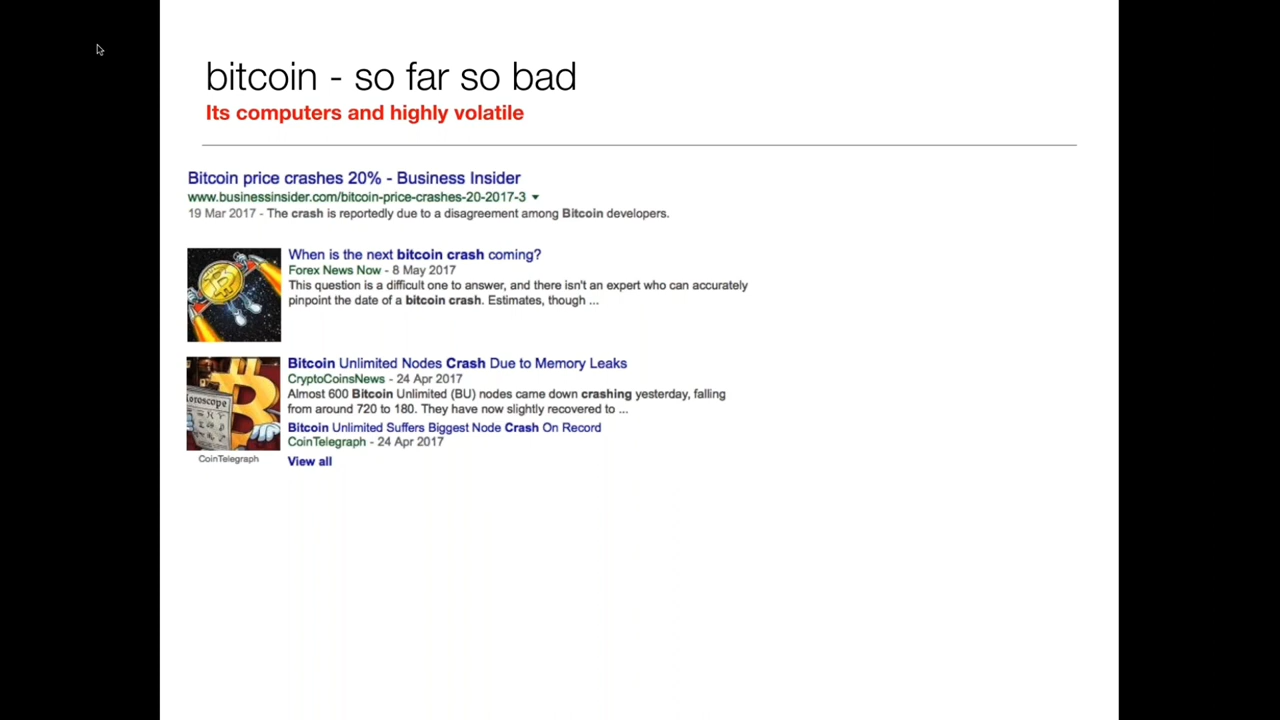 bitcoin - so far so bad
Its computers and highly volatile
Bitcoin price crashes 20% - Business Insider
www.businessinsider.com/bitcoin-price-crashes-20-2017-3
19 Mar 2017 - The crash is reportedly due to a disagreement among Bitcoin developers.
When is the next bitcoin crash coming?
Forex News Now - 8 May 2017
This question is a difficult one to answer, and there isn't an expert who can accurately
pinpoint the date of a bitcoin crash. Estimates, though ...
Bitcoin Unlimited Nodes Crash Due to Memory Leaks
CryptoCoinsNews - 24 Apr 2017
Almost 600 Bitcoin Unlimited (BU) nodes came down crashing yesterday, falling
from around 720 to 180. They have now slightly recovered to ...
Bitcoin Unlimited Suffers Biggest Node Crash On Record
CoinTelegraph - 24 Apr 2017
View all
oroscope
CoinTelegraph